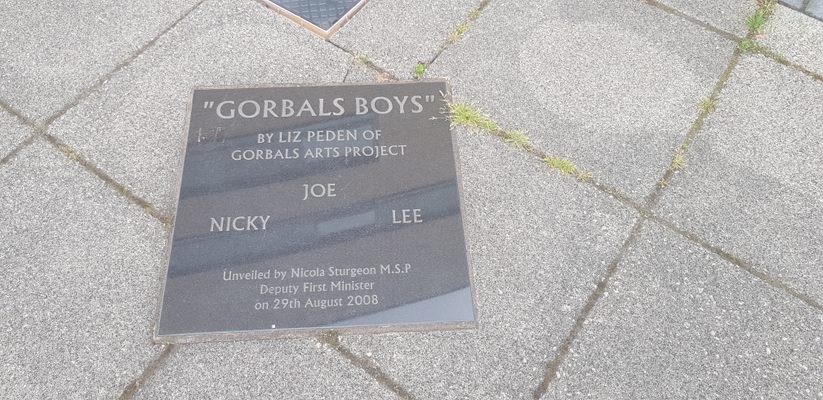 "GORBALS BOYS"
BY LIZ PEDEN OF
GORBALS ARTS PROJECT
JOE
NICKY LEE
Unveiled by Nicola Sturgeon M.S.P
Deputy First Minister
on 29th August 2008